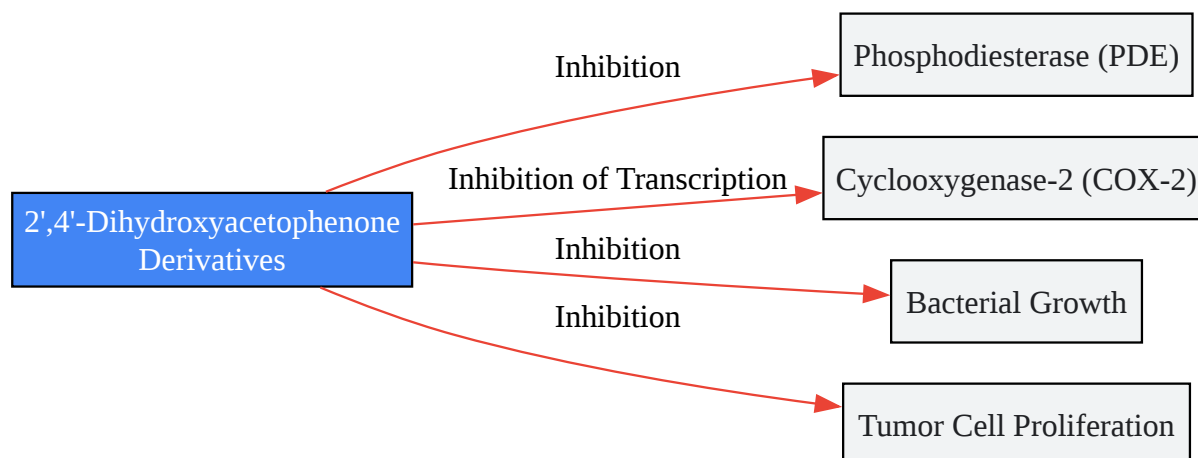 Inhibition
Phosphodiesterase (PDE)
Inhibition of Transcription
Cyclooxygenase-2 (COX-2)
2',4'-Dihydroxyacetophenone
Derivatives
Inhibition
Bacterial Growth
Inhibition
Tumor Cell Proliferation